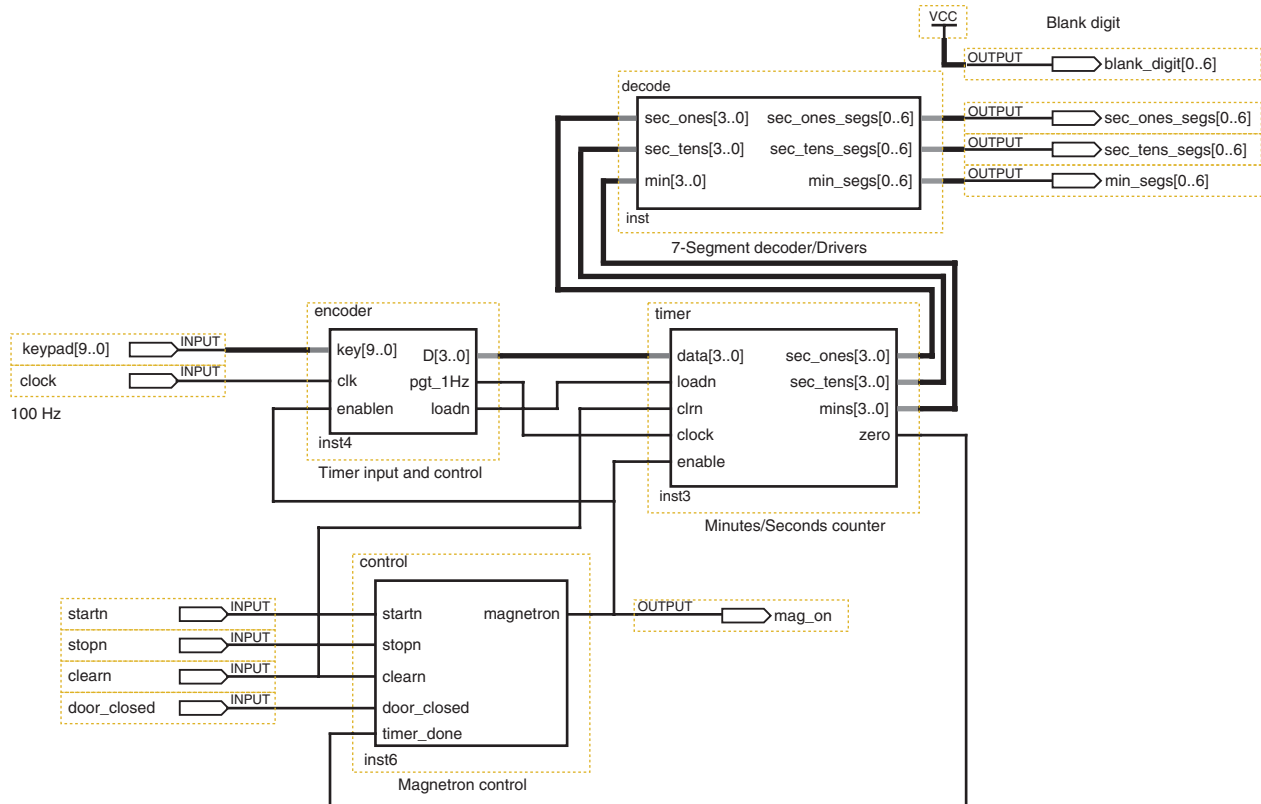 VCC
Blank digit
OUTPUT
blank_digit[0..6]
decode
sec_ones[3..0] sec_ones_segs[0..6]
sec_tens[3..0] sec_tens_segs[0..6]
min[3..0] min_segs[0..6]
inst
7-Segment decoder/Drivers
OUTPUT
sec_ones_segs[0..6]
OUTPUT
sec_tens_segs[0..6]
OUTPUT
min_segs[0..6]
keypad[9..0] INPUT
clock INPUT
100 Hz
encoder
key[9..0] D[3..0]
clk pgt_1Hz
enablen loadn
inst4
Timer input and control
timer
data[3..0] sec_ones[3..0]
loadn sec_tens[3..0]
clrn mins[3..0]
clock zero
enable
inst3
Minutes/Seconds counter
startn INPUT
stopn INPUT
clearn INPUT
door_closed INPUT
control
startn magnetron
stopn
clearn
door_closed
timer_done
inst6
Magnetron control
OUTPUT
mag_on